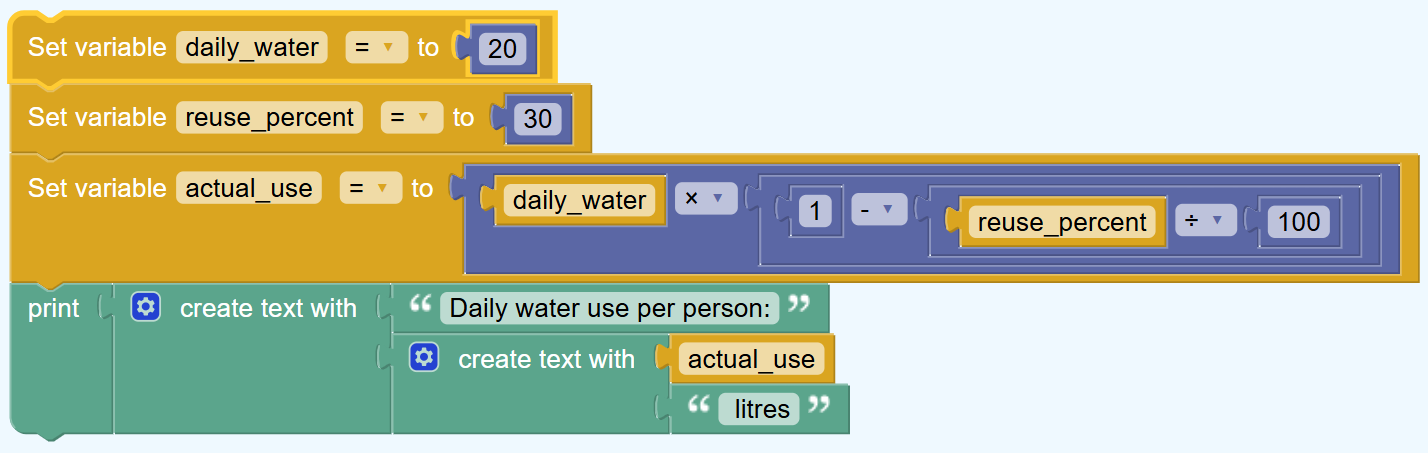 Set variable daily_water = to 20
Set variable reuse_percent = to 30
Set variable actual_use = to daily_water × 1 - reuse_percent ÷ 100
print create text with “ Daily water use per person: ”
create text with actual_use
“ litres ”